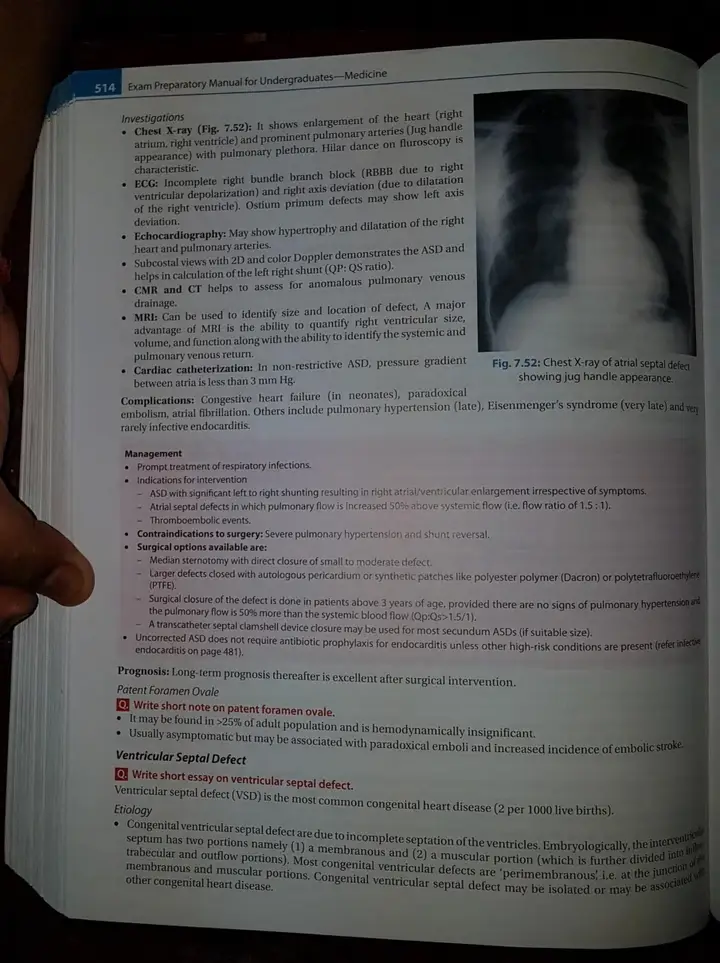 514 Exam Preparatory Manual for Undergraduates—Medicine
Investigations
• Chest X-ray (Fig. 7.52): It shows enlargement of the heart (right
atrium, right ventricle) and prominent pulmonary arteries (Jug handle
appearance) with pulmonary plethora. Hilar dance on fluroscopy is
characteristic.
• ECG: Incomplete right bundle branch block (RBBB due to right
ventricular depolarization) and right axis deviation (due to dilatation
of the right ventricle). Ostium primum defects may show left axis
deviation.
• Echocardiography: May show hypertrophy and dilatation of the right
heart and pulmonary arteries.
• Subcostal views with 2D and color Doppler demonstrates the ASD and
helps in calculation of the left right shunt (QP: QS ratio).
• CMR and CT helps to assess for anomalous pulmonary venous
drainage.
• MRI: Can be used to identify size and location of defect, A major
advantage of MRI is the ability to quantify right ventricular size,
volume, and function along with the ability to identify the systemic and
pulmonary venous return.
• Cardiac catheterization: In non-restrictive ASD, pressure gradient
between atria is less than 3 mm Hg.
Fig. 7.52: Chest X-ray of atrial septal defect
showing jug handle appearance.
Complications: Congestive heart failure (in neonates), paradoxical
embolism, atrial fibrillation. Others include pulmonary hypertension (late), Eisenmenger's syndrome (very late) and very
rarely infective endocarditis.
Management
• Prompt treatment of respiratory infections.
• Indications for intervention
– ASD with significant left to right shunting resulting in right atrial/ventricular enlargement irrespective of symptoms.
– Atrial septal defects in which pulmonary flow is Increased 50% above systemic flow (i.e. flow ratio of 1.5 : 1).
– Thromboembolic events.
• Contraindications to surgery: Severe pulmonary hypertension and shunt reversal.
• Surgical options available are:
– Median sternotomy with direct closure of small to moderate defect.
– Larger defects closed with autologous pericardium or synthetic patches like polyester polymer (Dacron) or polytetrafluoroethylene
(PTFE).
– Surgical closure of the defect is done in patients above 3 years of age, provided there are no signs of pulmonary hypertension and
the pulmonary flow is 50% more than the systemic blood flow (Qp:Qs>1.5/1).
– A transcatheter septal clamshell device closure may be used for most secundum ASDs (if suitable size).
• Uncorrected ASD does not require antibiotic prophylaxis for endocarditis unless other high-risk conditions are present (refer infective
endocarditis on page 481).
Prognosis: Long-term prognosis thereafter is excellent after surgical intervention.
Patent Foramen Ovale
Q. Write short note on patent foramen ovale.
• It may be found in >25% of adult population and is hemodynamically insignificant.
• Usually asymptomatic but may be associated with paradoxical emboli and increased incidence of embolic stroke.
Ventricular Septal Defect
Q. Write short essay on ventricular septal defect.
Ventricular septal defect (VSD) is the most common congenital heart disease (2 per 1000 live births).
Etiology
• Congenital ventricular septal defect are due to incomplete septation of the ventricles. Embryologically, the interventricular
septum has two portions namely (1) a membranous and (2) a muscular portion (which is further divided into
trabecular and outflow portions). Most congenital ventricular defects are 'perimembranous', i.e. at the junction of
membranous and muscular portions. Congenital ventricular septal defect may be isolated or may be associated with
other congenital heart disease.